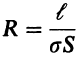 R = ℓ / σS